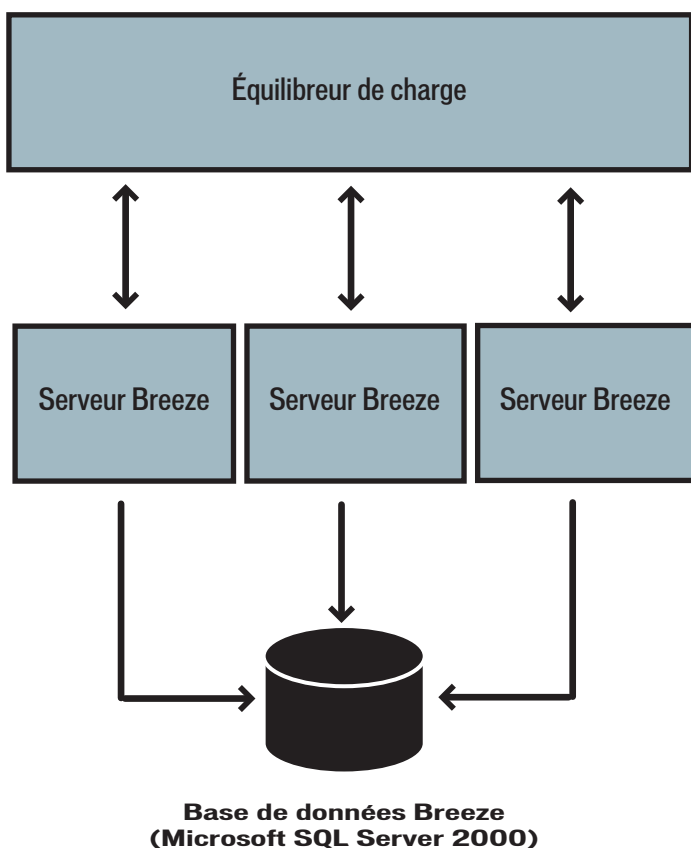 Équilibreur de charge
Serveur Breeze
Serveur Breeze
Serveur Breeze
Base de données Breeze
(Microsoft SQL Server 2000)